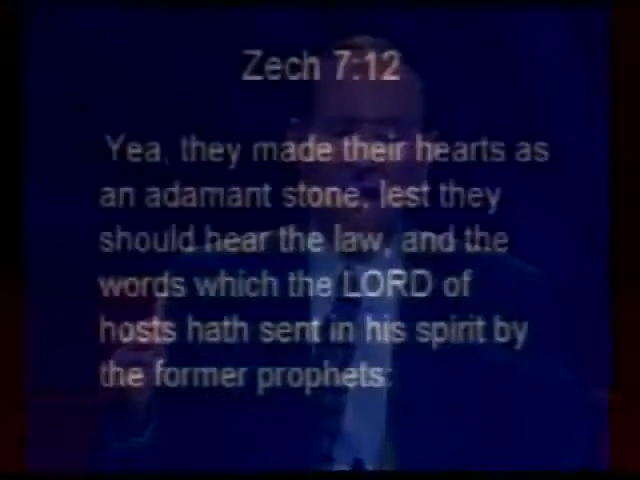 Zech 7:12
Yea, they made their hearts as
an adamant stone, lest they
should hear the law, and the
words which the LORD of
hosts hath sent in his spirit by
the former prophets: